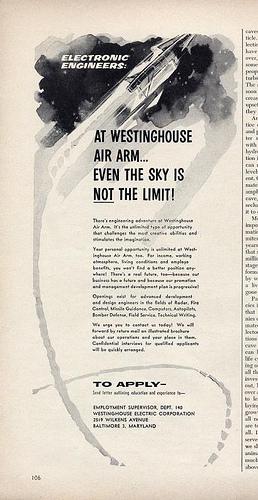 ELECTRONIC
ENGINEERS:
AT WESTINGHOUSE
AIR ARM...
EVEN THE SKY IS
NOT THE LIMIT!
There's engineering adventure at Westinghouse
Air Arm. It's the unlimited type of opportunity
that challenges the most creative abilities and
stimulates the imagination.
Your personal opportunity is unlimited at West-
inghouse Air Arm, too. For income, working
atmosphere, living conditions and employe
benefits, you won't find a better position any-
where! There's a real future, too—because our
business has a future and because our promotion
and management development plan is progressive!
Openings exist for advanced development
and design engineers in the fields of Radar, Fire
Control, Missile Guidance, Computers, Autopilots,
Bomber Defense, Field Service, Technical Writing.
We urge you to contact us today! We will
forward by return mail an illustrated brochure
about our operations and your place in them.
Confidential interviews for qualified applicants
will be quickly arranged.
TO APPLY—
Send letter outlining education and experience to—
EMPLOYMENT SUPERVISOR, DEPT. 140
WESTINGHOUSE ELECTRIC CORPORATION
2519 WILKENS AVENUE
BALTIMORE 3, MARYLAND
106